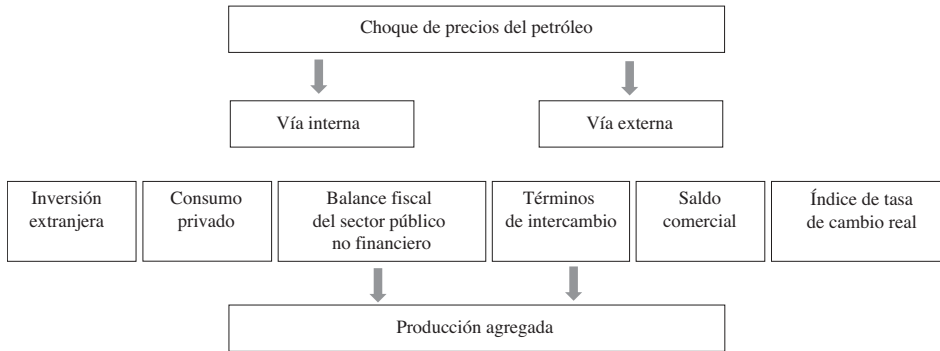 Choque de precios del petróleo
Vía interna
Vía externa
Inversión
extranjera
Consumo
privado
Balance fiscal
del sector público
no financiero
Términos
de intercambio
Saldo
comercial
Índice de tasa
de cambio real
Producción agregada